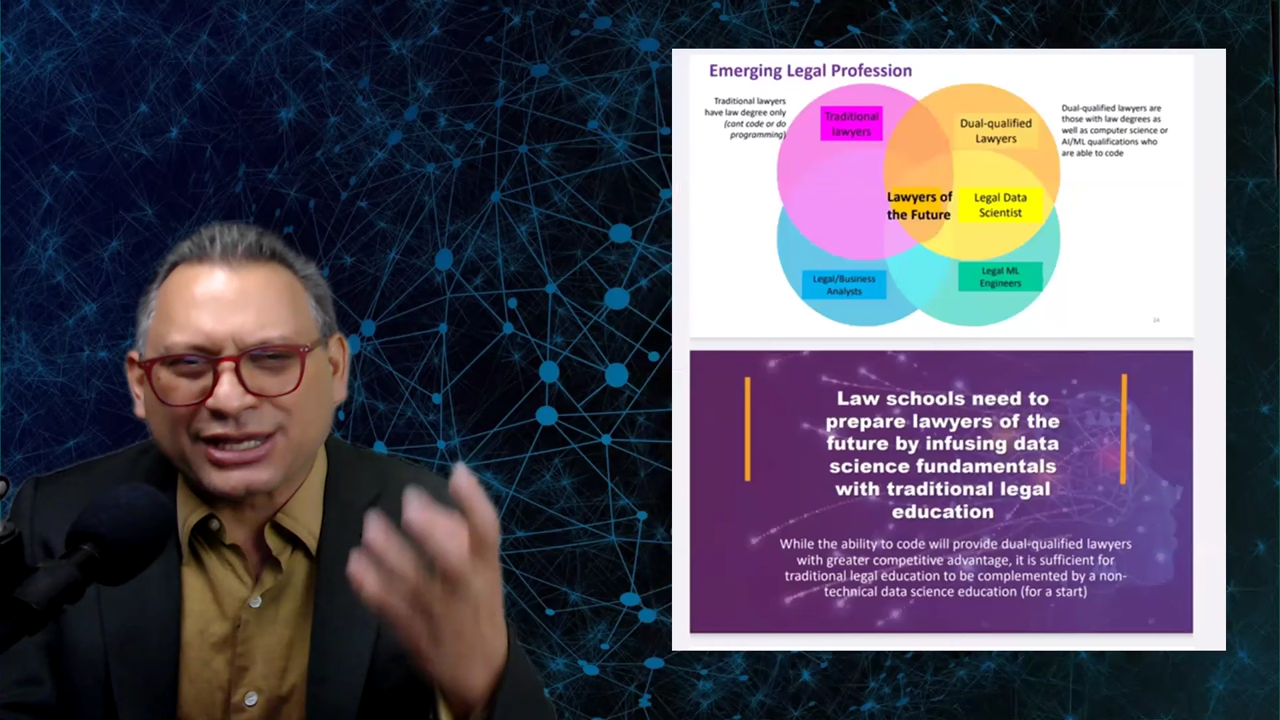 Emerging Legal Profession
Traditional lawyers
have law degree only
(cant code or do
programming)
Traditional
lawyers
Dual-qualified
Lawyers
Dual-qualified lawyers are
those with law degrees as
well as computer science or
AI/ML qualifications who
are able to code
Lawyers of
the Future
Legal Data
Scientist
Legal/Business
Analysts
Legal ML
Engineers
24
Law schools need to
prepare lawyers of the
future by infusing data
science fundamentals
with traditional legal
education
While the ability to code will provide dual-qualified lawyers
with greater competitive advantage, it is sufficient for
traditional legal education to be complemented by a non-
technical data science education (for a start)